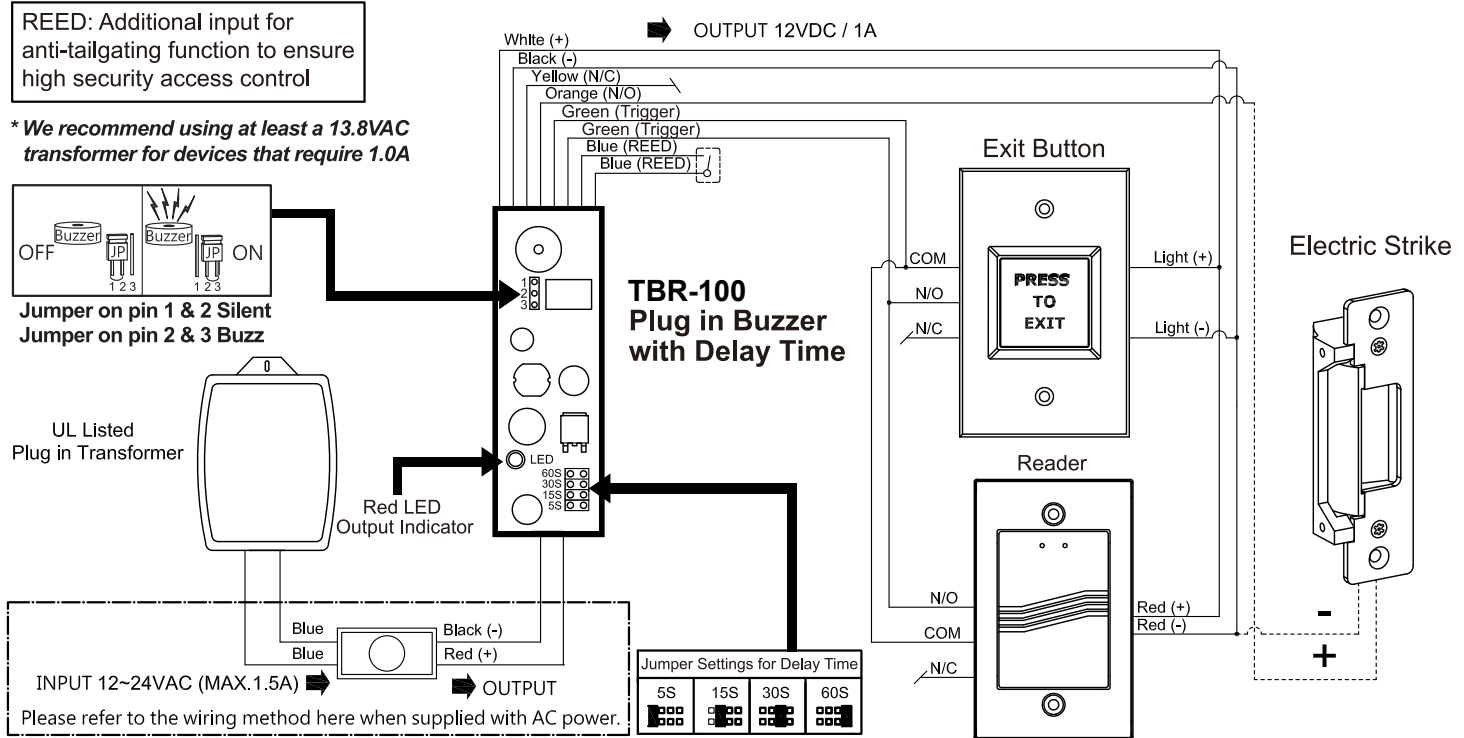 REED: Additional input for
anti-tailgating function to ensure
high security access control
* We recommend using at least a 13.8VAC
transformer for devices that require 1.0A
OFF
Buzzer
JP
1 2 3
Buzzer
JP
1 2 3
ON
Jumper on pin 1 & 2 Silent
Jumper on pin 2 & 3 Buzz
UL Listed
Plug in Transformer
White (+)
Black (-)
Yellow (N/C)
Orange (N/O)
Green (Trigger)
Green (Trigger)
Blue (REED)
Blue (REED)
OUTPUT 12VDC / 1A
1
2
3
TBR-100
Plug in Buzzer
with Delay Time
LED
60S
30S
15S
5S
Red LED
Output Indicator
Exit Button
COM
N/O
N/C
PRESS
TO
EXIT
Light (+)
Light (-)
Electric Strike
-
+
Reader
N/O
COM
N/C
Red (+)
Red (-)
Blue
Blue
Black (-)
Red (+)
INPUT 12~24VAC (MAX.1.5A)
OUTPUT
Please refer to the wiring method here when supplied with AC power.
Jumper Settings for Delay Time
5S 15S 30S 60S